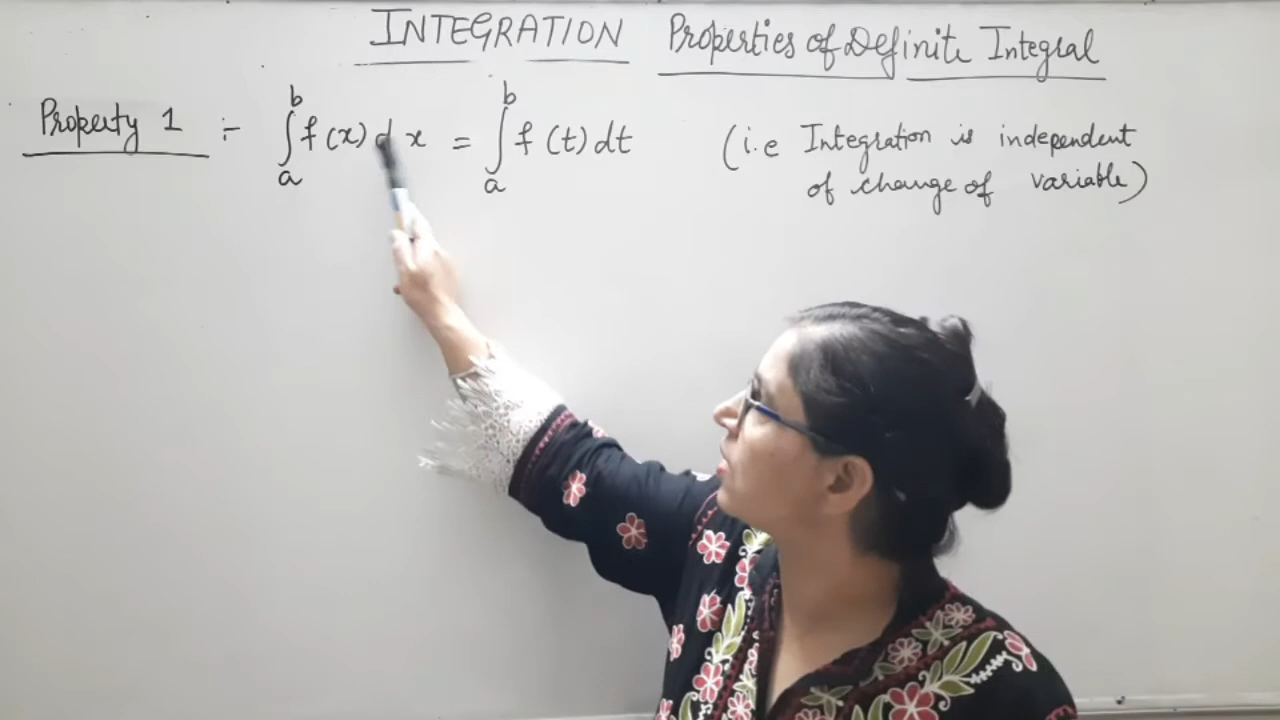 INTEGRATION Properties of Definite Integral
Property 1 :- ∫ₐᵇ f(x) dx = ∫ₐᵇ f(t) dt (i.e Integration is independent
of change of variable)